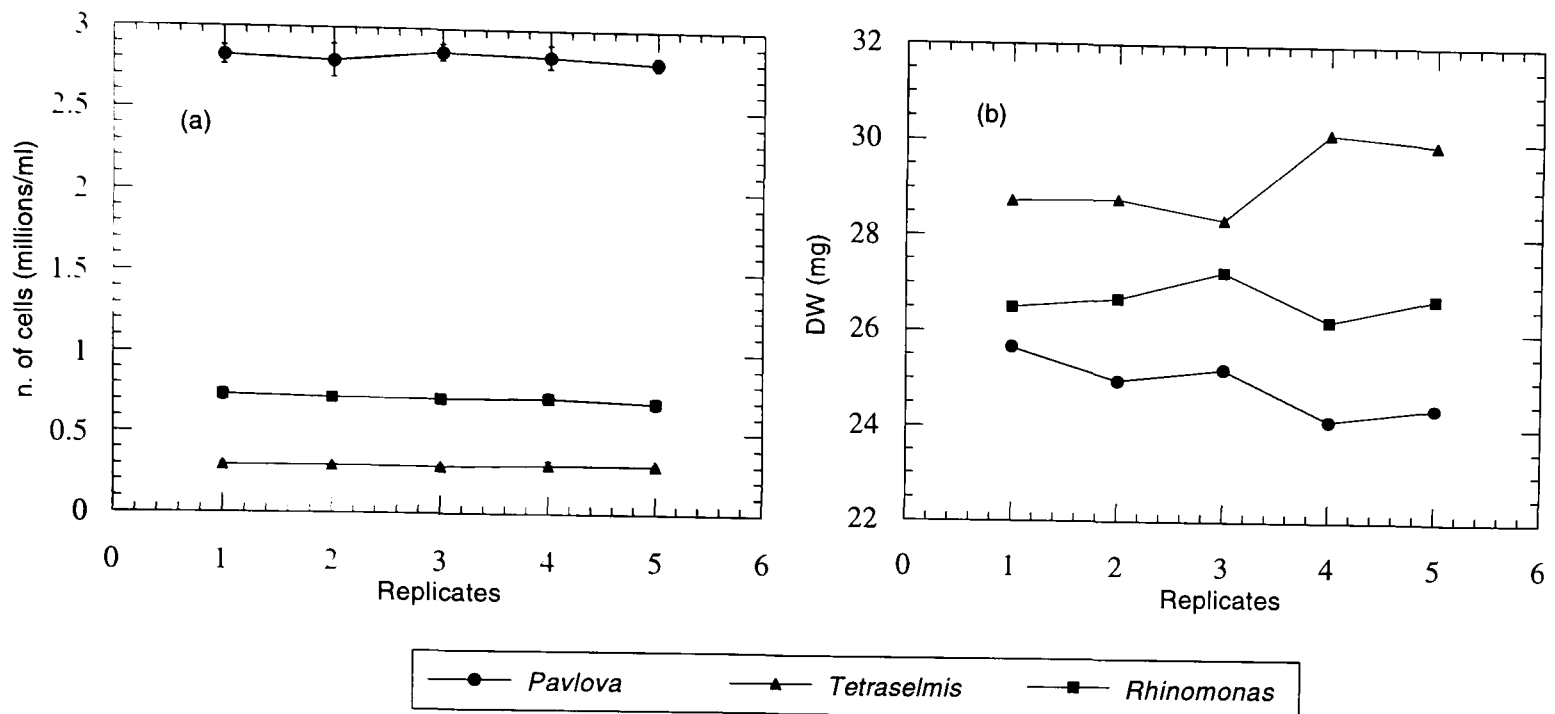 3
2.5
2
1.5
1
0.5
0
n. of cells (millions/ml)
(a)
0 1 2 3 4 5 6
Replicates
32
30
28
26
24
22
DW (mg)
(b)
0 1 2 3 4 5 6
Replicates
Pavlova Tetraselmis Rhinomonas